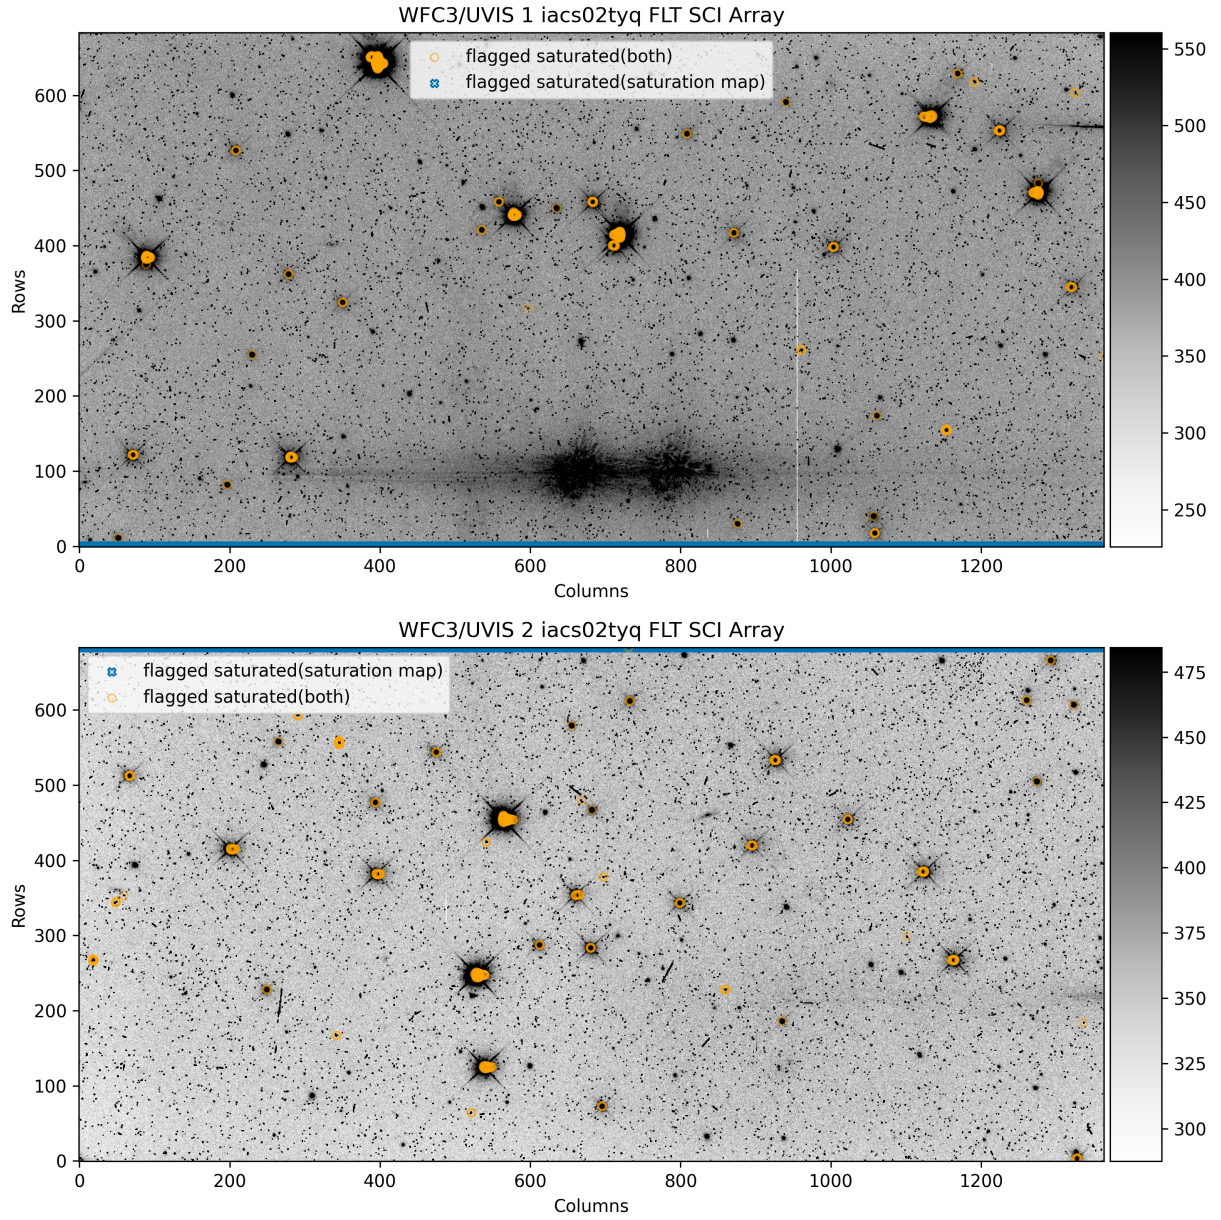 WFC3/UVIS 1 iacs02tyq FLT SCI Array
flagged saturated(both)
flagged saturated(saturation map)
Rows
0
100
200
300
400
500
600
0 200 400 600 800 1000 1200
Columns
550
500
450
400
350
300
250
WFC3/UVIS 2 iacs02tyq FLT SCI Array
flagged saturated(saturation map)
flagged saturated(both)
Rows
600
500
400
300
200
100
0
0 200 400 600 800 1000 1200
Columns
475
450
425
400
375
350
325
300